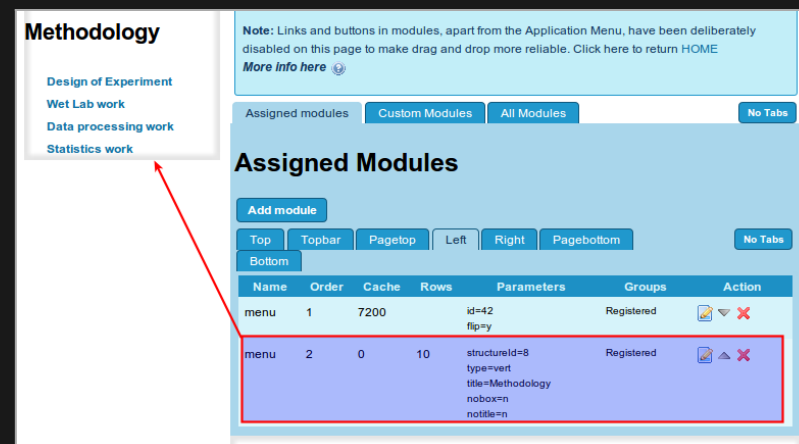 Methodology
Design of Experiment
Wet Lab work
Data processing work
Statistics work
Note: Links and buttons in modules, apart from the Application Menu, have been deliberately
disabled on this page to make drag and drop more reliable. Click here to return HOME
More info here
Assigned modules Custom Modules All Modules No Tabs
Assigned Modules
Add module
Top Topbar Pagetop Left Right Pagebottom No Tabs
Bottom
Name Order Cache Rows Parameters Groups Action
menu 1 7200 id=42 Registered
flip=y
menu 2 0 10 structureId=8 Registered
type=vert
title=Methodology
nobox=n
notitle=n